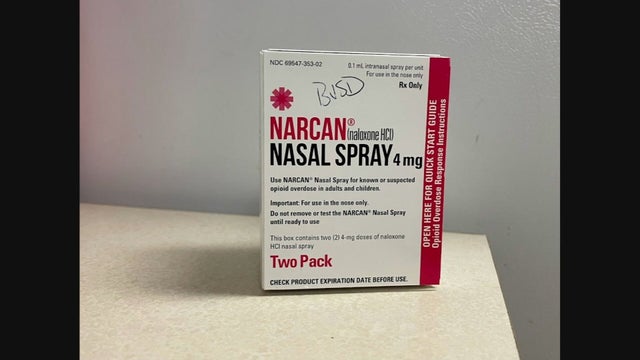 NDC 69547-353-02
0.1 mL intranasal spray per unit
For use in the nose only
Rx Only
BUSD
NARCAN® (naloxone HCl)
NASAL SPRAY 4 mg
Use NARCAN® Nasal Spray for known or suspected
opioid overdose in adults and children.
Important: For use in the nose only.
Do not remove or test the NARCAN® Nasal Spray
until ready to use
This box contains two (2) 4-mg doses of naloxone
HCl nasal spray
Two Pack
CHECK PRODUCT EXPIRATION DATE BEFORE USE.
OPEN HERE FOR QUICK START GUIDE
Opioid Overdose Response Instructions